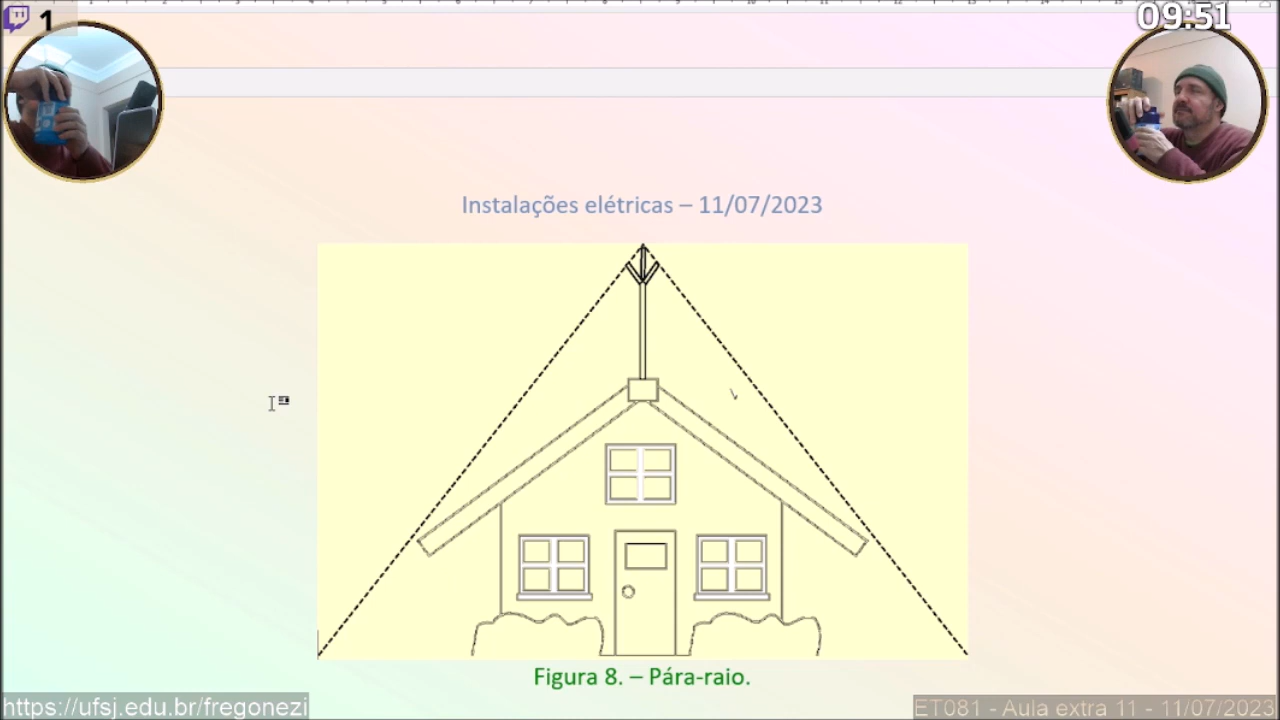 1
09:51
Instalações elétricas – 11/07/2023
Figura 8. – Pára-raio.
https://ufsj.edu.br/fregonezi
ET081 - Aula extra 11 - 11/07/2023